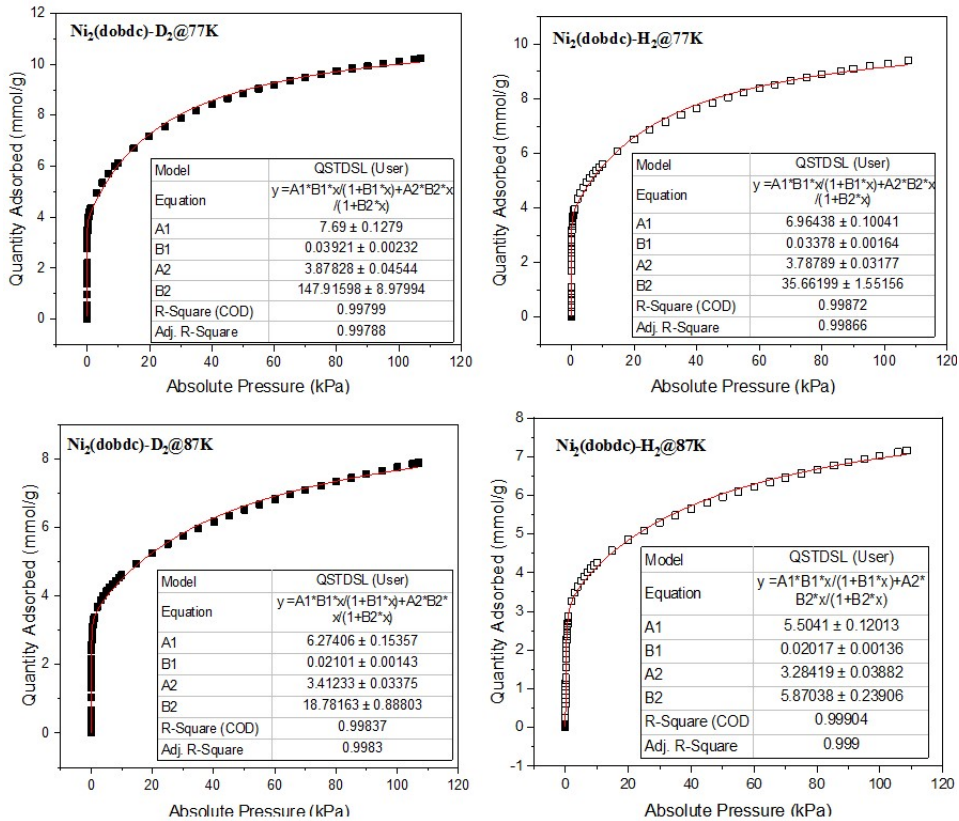 Ni₂(dobdc)-D₂@77K
Quantity Adsorbed (mmol/g)
12
10
8
6
4
2
0
Model QSTDSL (User)
Equation y =A1*B1*x/(1+B1*x)+A2*B2*x
/(1+B2*x)
A1 7.69 ± 0.1279
B1 0.03921 ± 0.00232
A2 3.87828 ± 0.04544
B2 147.91598 ± 8.97994
R-Square (COD) 0.99799
Adj. R-Square 0.99788
0 20 40 60 80 100 120
Absolute Pressure (kPa)
Ni₂(dobdc)-H₂@77K
Quantity Adsorbed (mmol/g)
10
8
6
4
2
0
Model QSTDSL (User)
Equation y =A1*B1*x/(1+B1*x)+A2*B2*x
/(1+B2*x)
A1 6.96438 ± 0.10041
B1 0.03378 ± 0.00164
A2 3.78789 ± 0.03177
B2 35.66199 ± 1.55156
R-Square (COD) 0.99872
Adj. R-Square 0.99866
0 20 40 60 80 100 120
Absolute Pressure (kPa)
Ni₂(dobdc)-D₂@87K
Quantity Adsorbed (mmol/g)
8
6
4
2
0
Model QSTDSL (User)
Equation y =A1*B1*x/(1+B1*x)+A2*B2*
x/(1+B2*x)
A1 6.27406 ± 0.15357
B1 0.02101 ± 0.00143
A2 3.41233 ± 0.03375
B2 18.78163 ± 0.88803
R-Square (COD) 0.99837
Adj. R-Square 0.9983
0 20 40 60 80 100 120
Absolute Pressure (kPa)
Ni₂(dobdc)-H₂@87K
Quantity Adsorbed (mmol/g)
8
7
6
5
4
3
2
1
0
-1
Model QSTDSL (User)
Equation y =A1*B1*x/(1+B1*x)+A2*
B2*x/(1+B2*x)
A1 5.5041 ± 0.12013
B1 0.02017 ± 0.00136
A2 3.28419 ± 0.03882
B2 5.87038 ± 0.23906
R-Square (COD 0.99904
Adj. R-Square 0.999
0 20 40 60 80 100 120
Absolute Pressure (kPa)